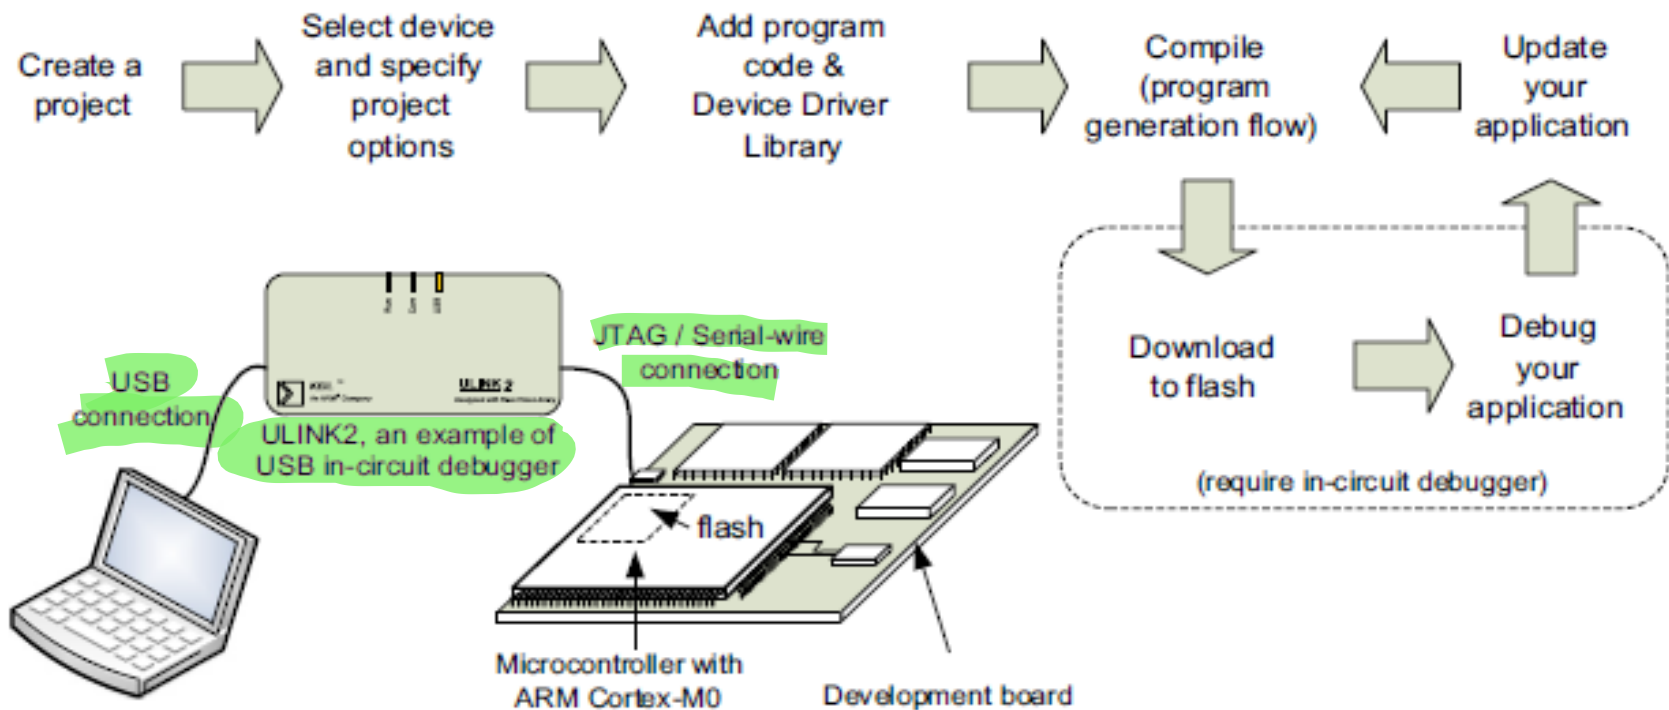 Create a
project
Select device
and specify
project
options
Add program
code &
Device Driver
Library
Compile
(program
generation flow)
Update
your
application
Download
to flash
Debug
your
application
(require in-circuit debugger)
USB
connection
ULINK2
ULINK2, an example of
USB in-circuit debugger
JTAG / Serial-wire
connection
flash
Microcontroller with
ARM Cortex-M0
Development board